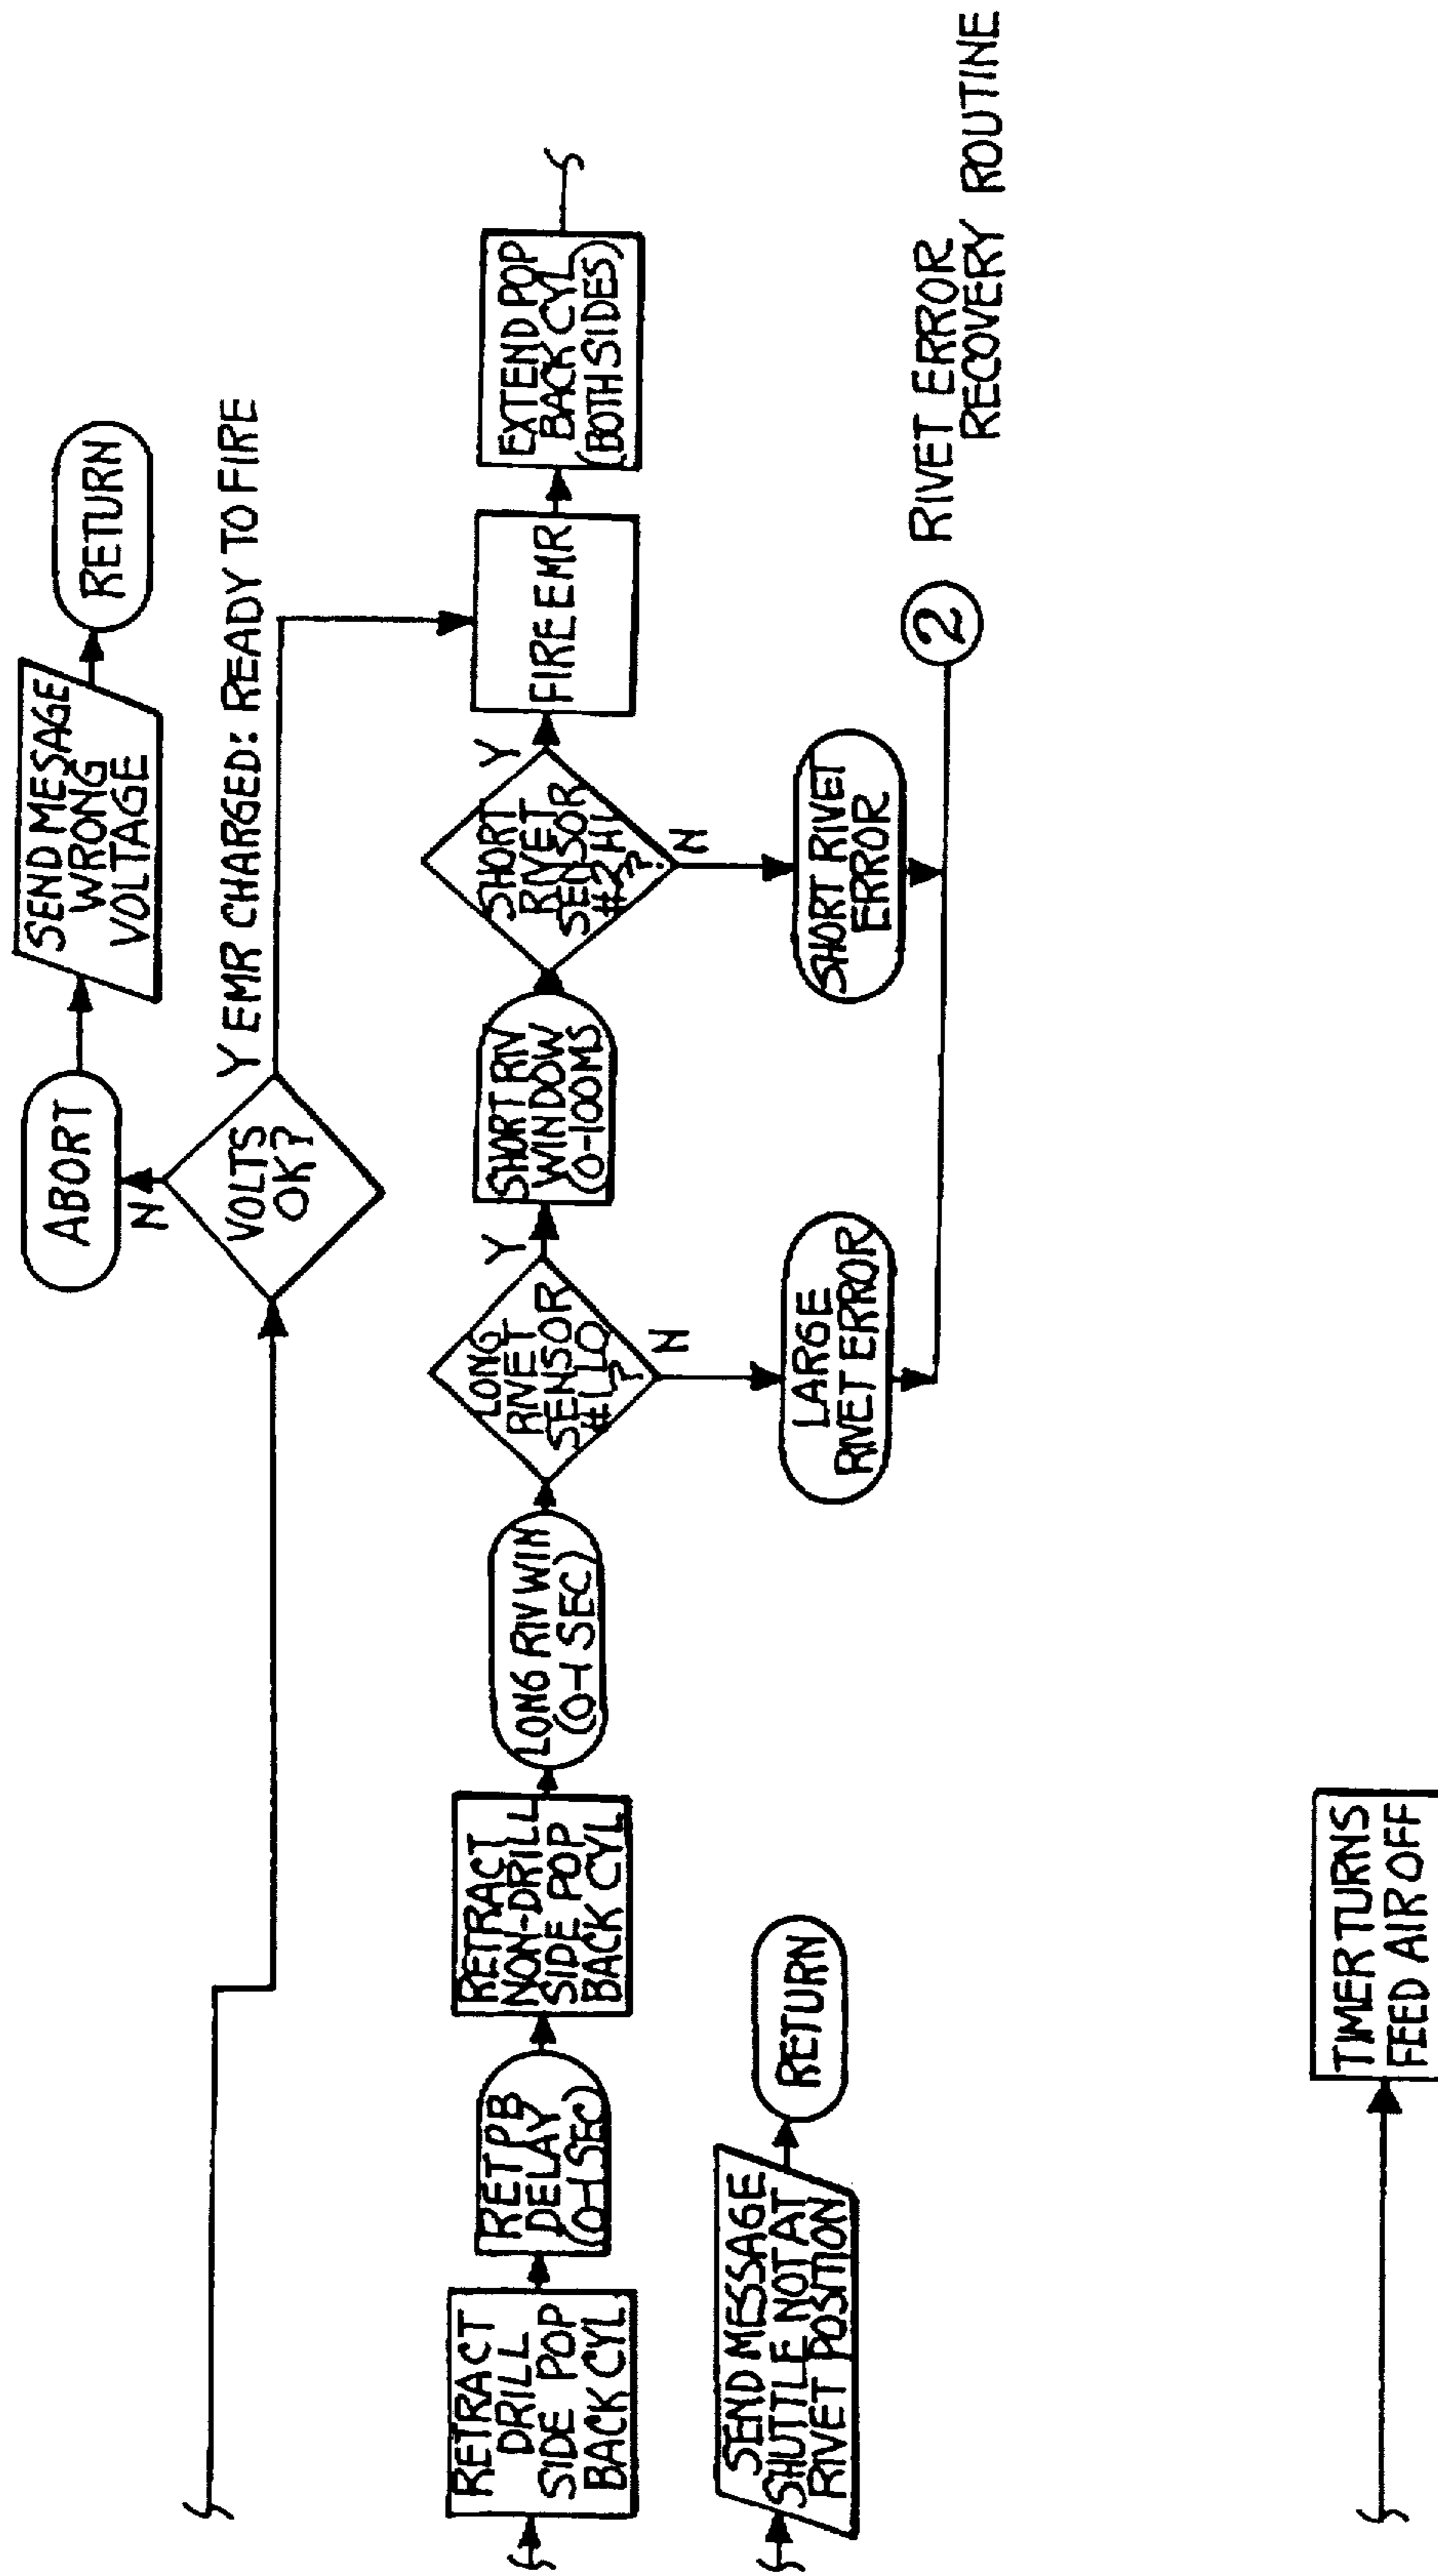 ABORT
N
SEND MESSAGE
WRONG
VOLTAGE
RETURN
VOLTS
OK?
Y EMR CHARGED: READY TO FIRE
RETRACT
DRILL
SIDE POP
BACK CYL
RET PB
DELAY
(0-1SEC)
RETRACT
NON-DRILL
SIDE POP
BACK CYL
LONG RIV WIN
(0-1 SEC)
LONG
RIVET
SENSOR
#1 LO
?
Y
N
SHORT RIV
WINDOW
(0-100MS
SHORT
RIVET
SENSOR
#2 HI
?
Y
N
FIRE EMR
EXTEND POP
BACK CYL
(BOTH SIDES)
SEND MESSAGE
SHUTTLE NOT AT
RIVET POSITION
RETURN
LARGE
RIVET ERROR
SHORT RIVET
ERROR
2
RIVET ERROR
RECOVERY ROUTINE
TIMER TURNS
FEED AIR OFF